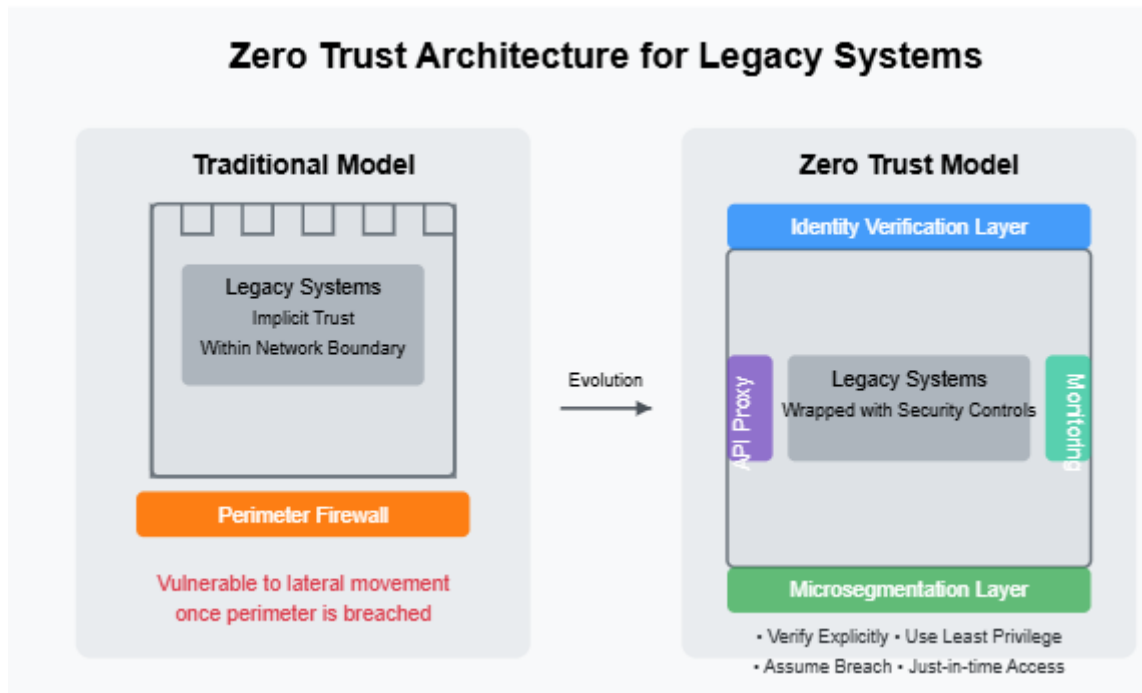 Zero Trust Architecture for Legacy Systems
Traditional Model
Legacy Systems
Implicit Trust
Within Network Boundary
Perimeter Firewall
Vulnerable to lateral movement
once perimeter is breached
Evolution
Zero Trust Model
Identity Verification Layer
API Proxy
Legacy Systems
Wrapped with Security Controls
Monitoring
Microsegmentation Layer
• Verify Explicitly • Use Least Privilege
• Assume Breach • Just-in-time Access